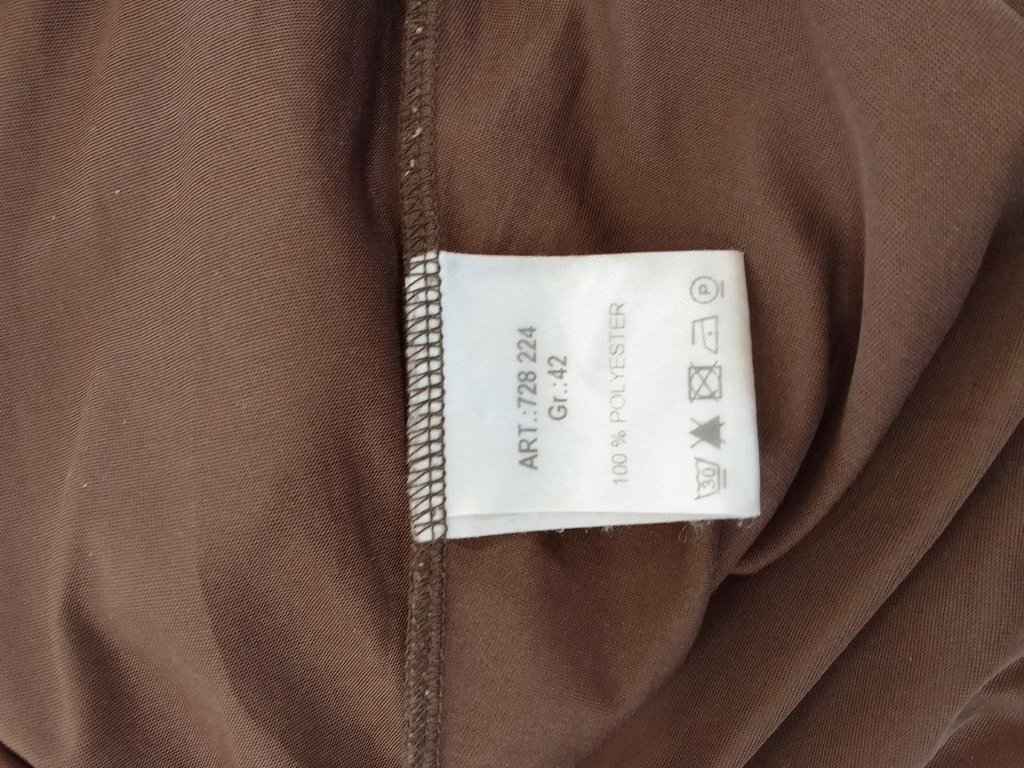 ART.:728 224
Gr.:42
100 % POLYESTER
30 P